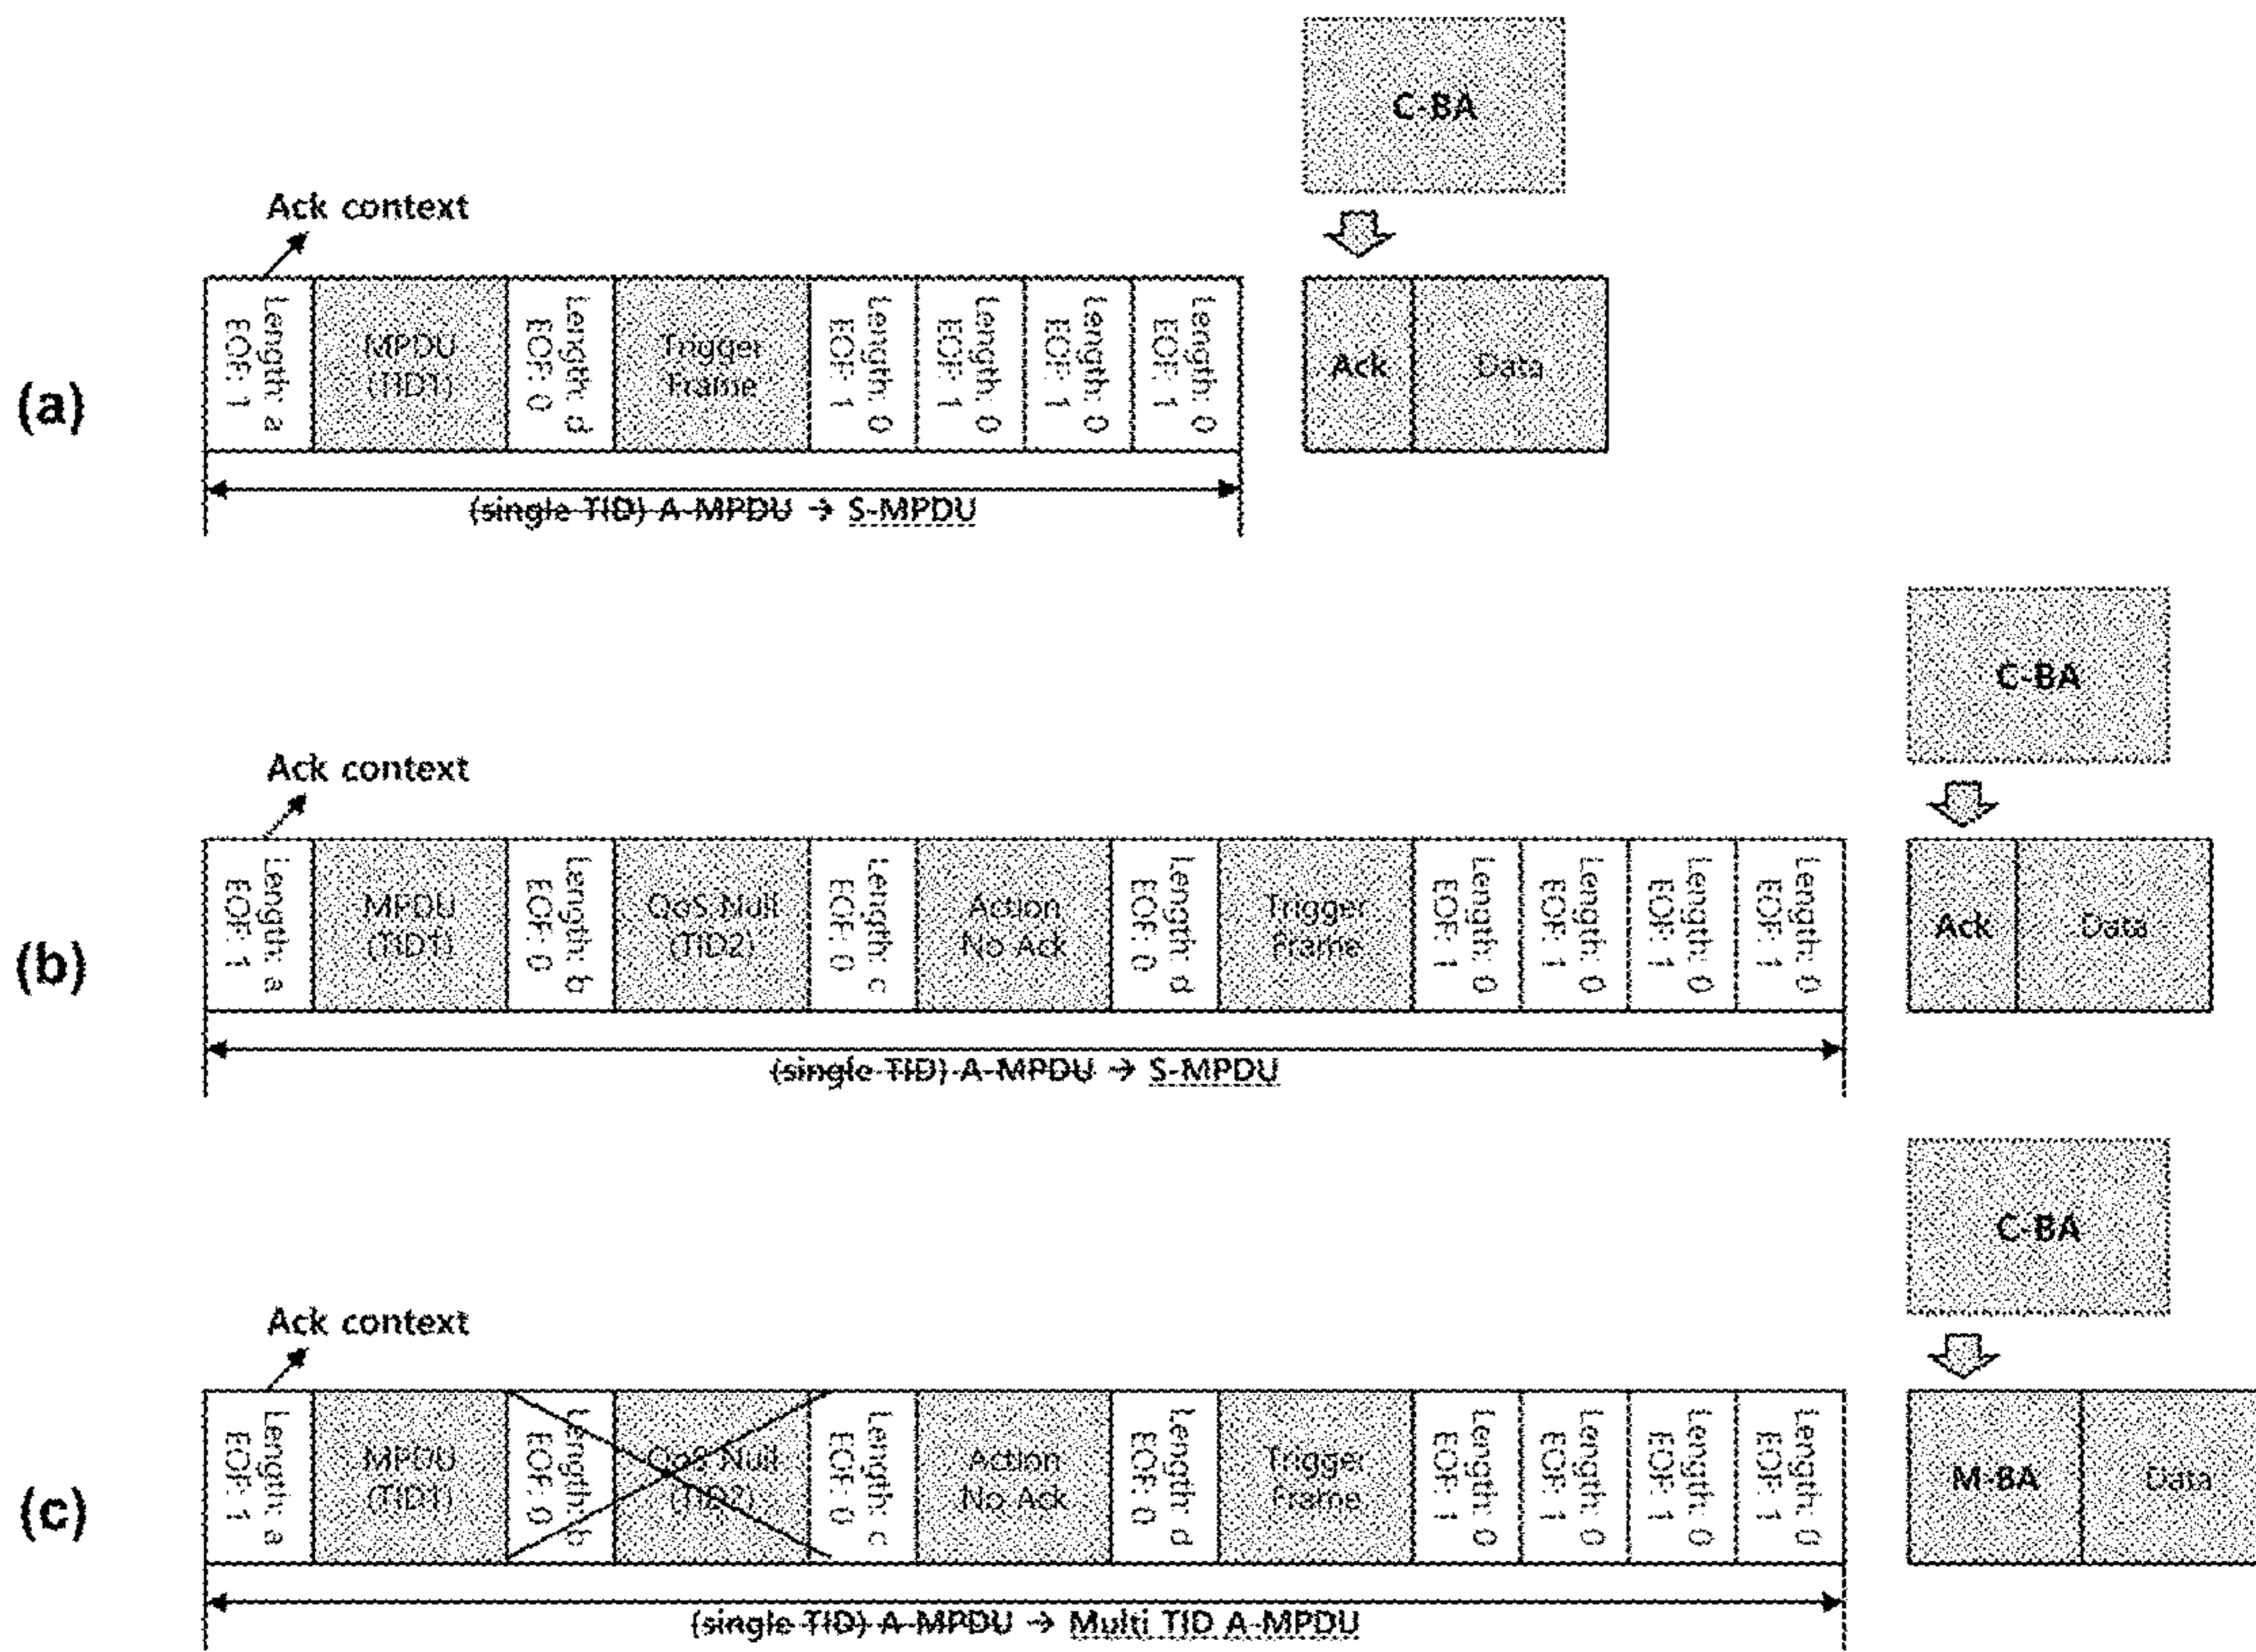 C-BA
Ack context
(a)
Length: a
EOF: 1
MPDU
(TID1)
Length: d
EOF: 0
Trigger
Frame
Length: 0
EOF: 1
Length: 0
EOF: 1
Length: 0
EOF: 1
Length: 0
EOF: 1
Ack
Data
(single TID) A-MPDU → S-MPDU
C-BA
Ack context
(b)
Length: a
EOF: 1
MPDU
(TID1)
Length: b
EOF: 0
QoS Null
(TID2)
Length: c
EOF: 0
Action
No Ack
Length: d
EOF: 0
Trigger
Frame
Length: 0
EOF: 1
Length: 0
EOF: 1
Length: 0
EOF: 1
Length: 0
EOF: 1
Ack
Data
(single TID) A-MPDU → S-MPDU
C-BA
Ack context
(c)
Length: a
EOF: 1
MPDU
(TID1)
Length: b
EOF: 0
QoS Null
(TID2)
Length: c
EOF: 0
Action
No Ack
Length: d
EOF: 0
Trigger
Frame
Length: 0
EOF: 1
Length: 0
EOF: 1
Length: 0
EOF: 1
Length: 0
EOF: 1
M-BA
Data
(single TID) A-MPDU → Multi TID A-MPDU